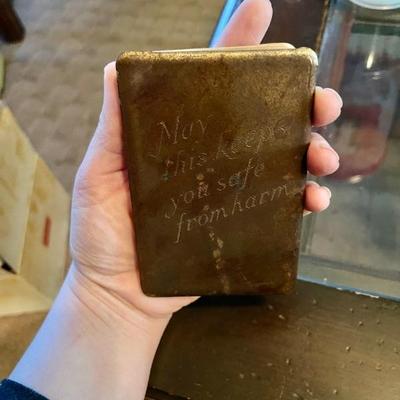 May
this keeps
you safe
from harm